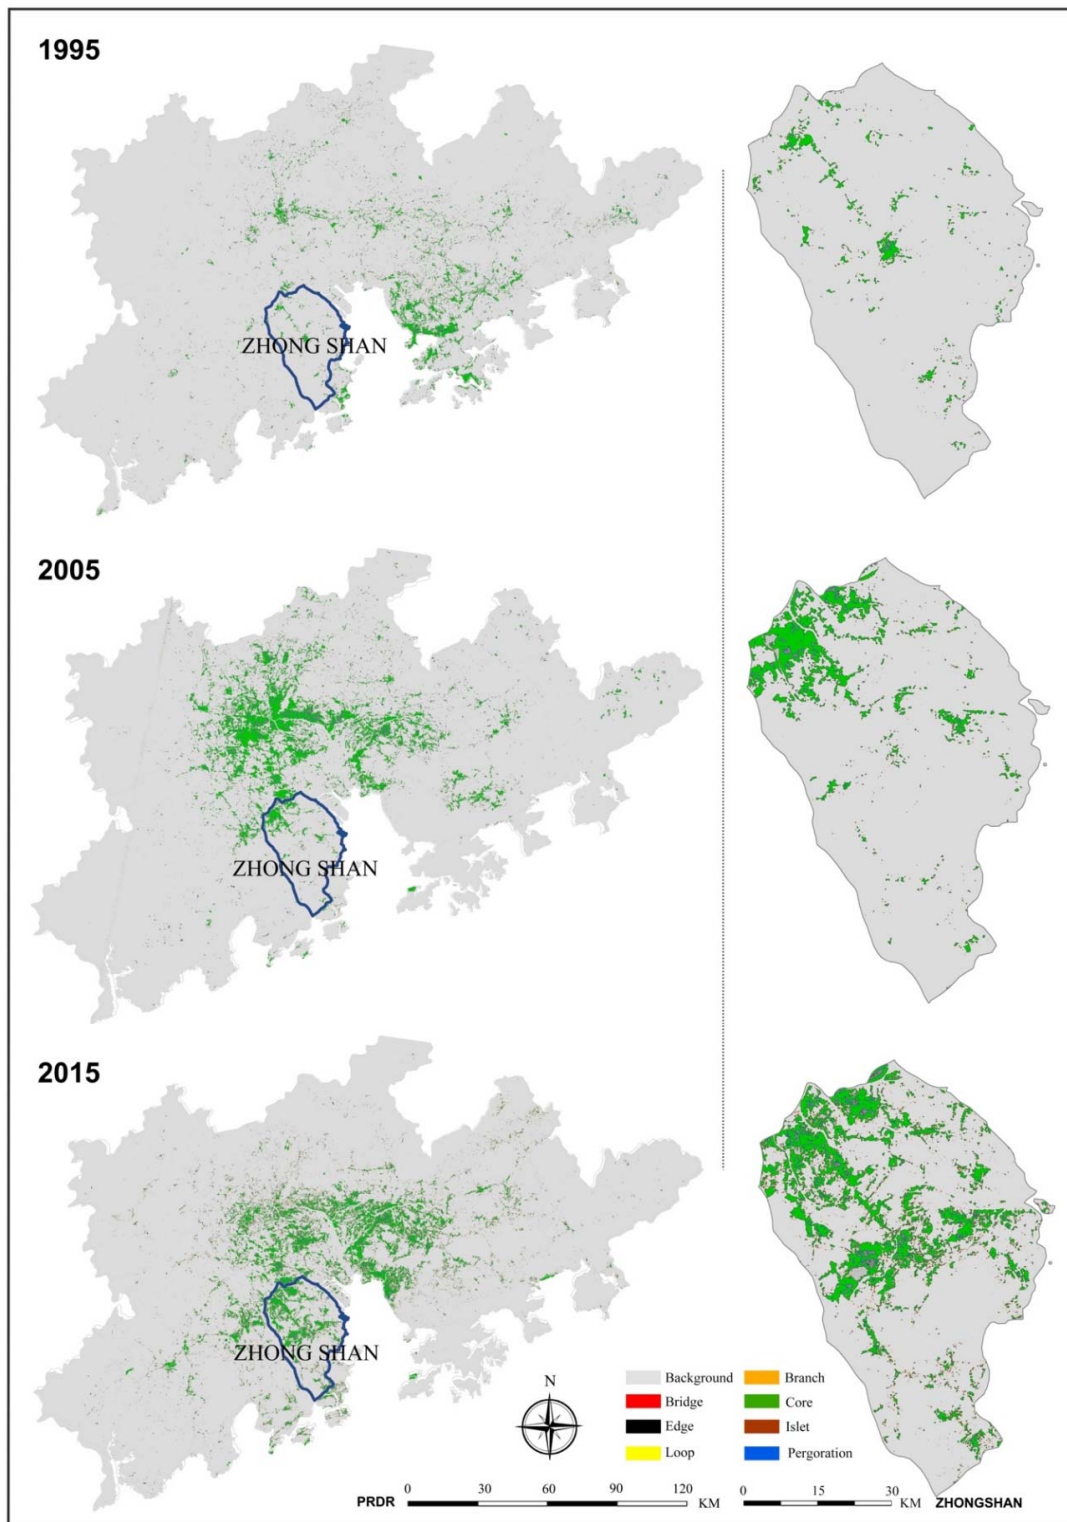 1995
ZHONG SHAN
2005
ZHONG SHAN
2015
ZHONG SHAN
N
Background
Branch
Bridge
Core
Edge
Islet
Loop
Pergoration
PRDR 0 30 60 90 120 KM
0 15 30 KM ZHONGSHAN